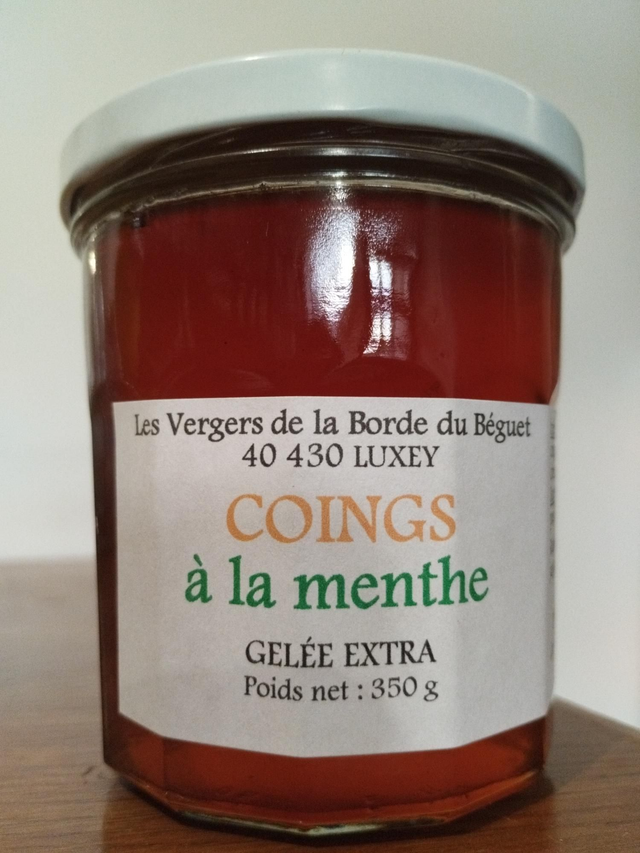 Les Vergers de la Borde du Béguet
40 430 LUXEY
COINGS
à la menthe
GELÉE EXTRA
Poids net : 350 g